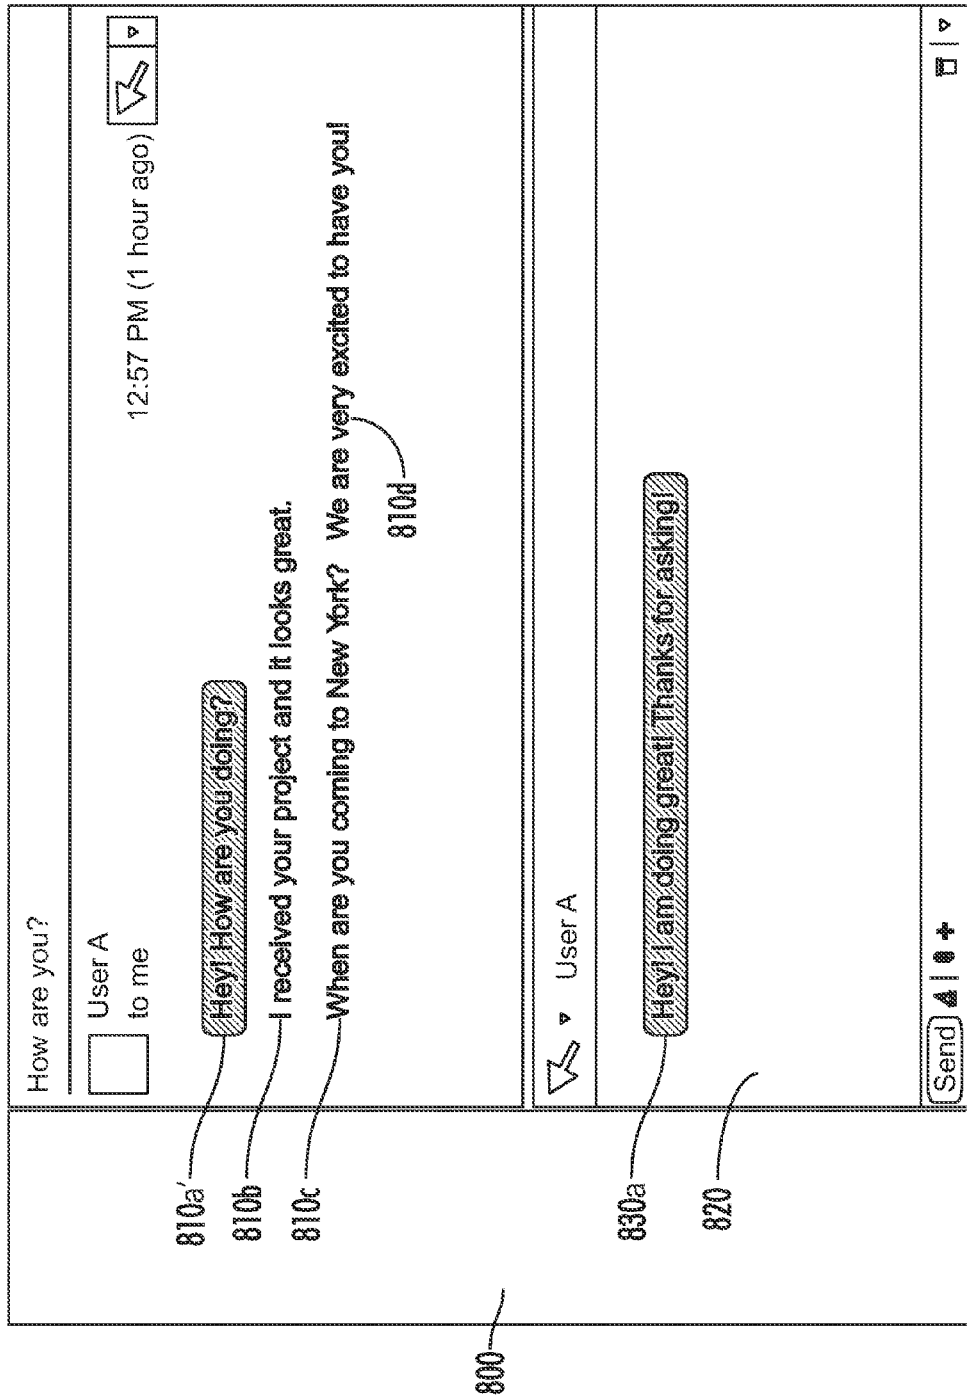 How are you?
User A
to me
12:57 PM (1 hour ago)
810a'
Hey! How are you doing?
810b
I received your project and it looks great.
810c
When are you coming to New York? We are very excited to have you!
810d
User A
830a
Hey! I am doing great! Thanks for asking!
820
Send
800